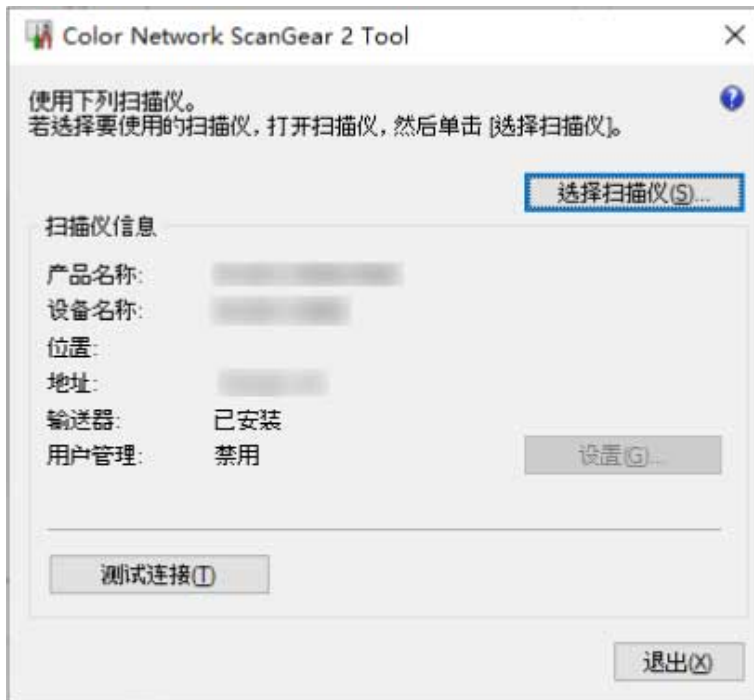 Color Network ScanGear 2 Tool
使用下列扫描仪。
若选择要使用的扫描仪，打开扫描仪，然后单击 [选择扫描仪]。
选择扫描仪(S)...
扫描仪信息
产品名称:
设备名称:
位置:
地址:
输送器: 已安装
用户管理: 禁用
设置(G)...
测试连接(T)
退出(X)